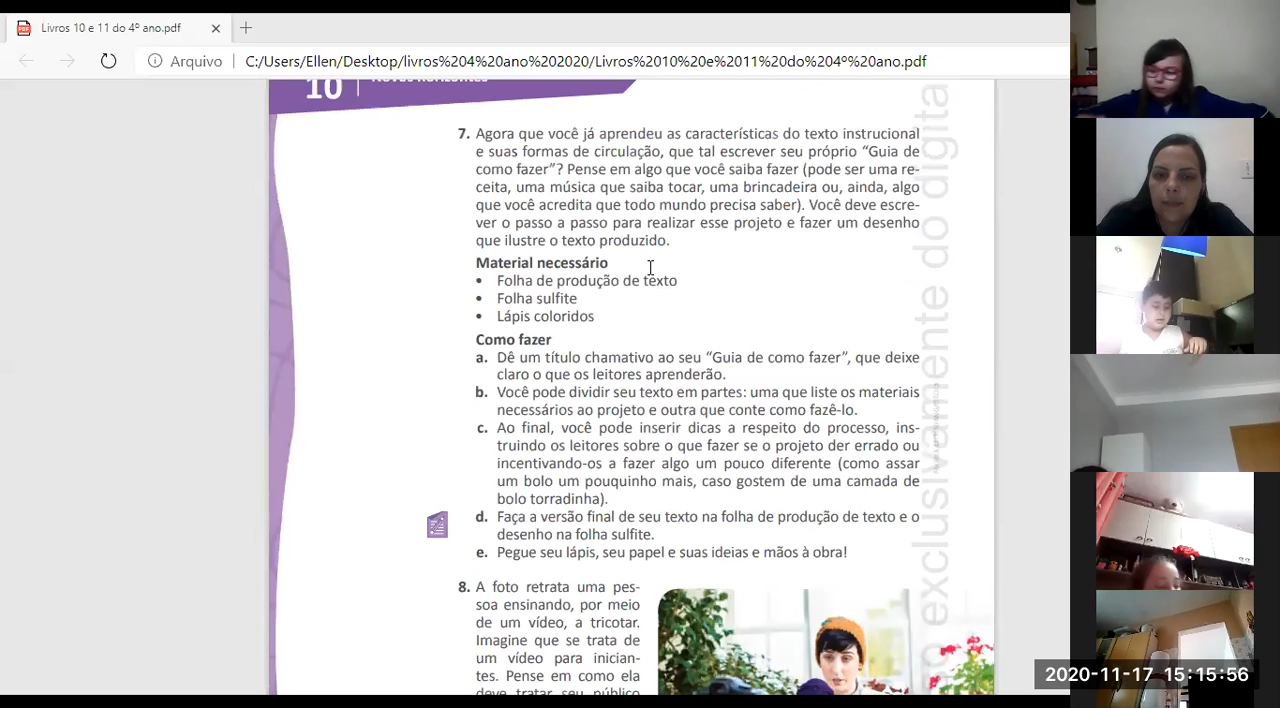 Livros 10 e 11 do 4º ano.pdf
Arquivo
C:/Users/Ellen/Desktop/livros%204%20ano%202020/Livros%2010%20e%2011%20do%204º%20ano.pdf
10
7. Agora que você já aprendeu as características do texto instrucional
e suas formas de circulação, que tal escrever seu próprio “Guia de
como fazer”? Pense em algo que você saiba fazer (pode ser uma re-
ceita, uma música que saiba tocar, uma brincadeira ou, ainda, algo
que você acredita que todo mundo precisa saber). Você deve escre-
ver o passo a passo para realizar esse projeto e fazer um desenho
que ilustre o texto produzido.
Material necessário
• Folha de produção de texto
• Folha sulfite
• Lápis coloridos
Como fazer
a. Dê um título chamativo ao seu “Guia de como fazer”, que deixe
claro o que os leitores aprenderão.
b. Você pode dividir seu texto em partes: uma que liste os materiais
necessários ao projeto e outra que conte como fazê-lo.
c. Ao final, você pode inserir dicas a respeito do processo, ins-
truindo os leitores sobre o que fazer se o projeto der errado ou
incentivando-os a fazer algo um pouco diferente (como assar
um bolo um pouquinho mais, caso gostem de uma camada de
bolo torradinha).
d. Faça a versão final de seu texto na folha de produção de texto e o
desenho na folha sulfite.
e. Pegue seu lápis, seu papel e suas ideias e mãos à obra!
8. A foto retrata uma pes-
soa ensinando, por meio
de um vídeo, a tricotar.
Imagine que se trata de
um vídeo para inician-
tes. Pense em como ela
deve tratar seu público
exclusivamente do digita
2020-11-17 15:15:56